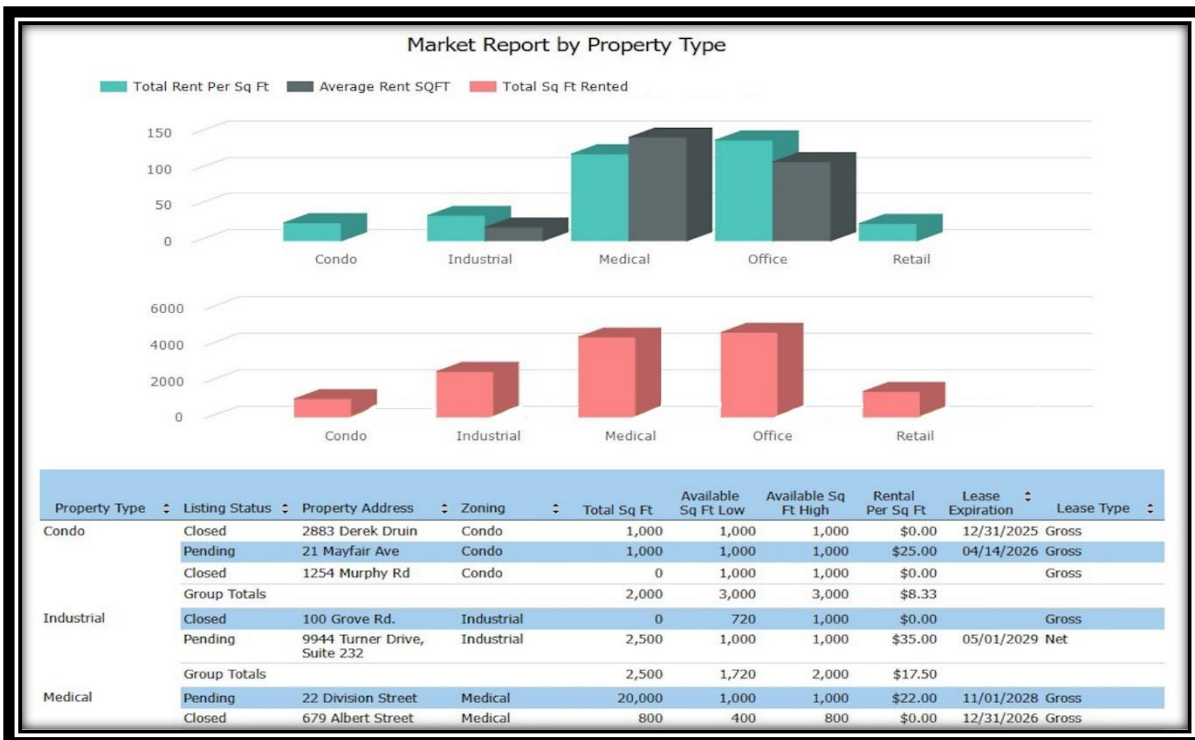 Market Report by Property Type
Total Rent Per Sq Ft Average Rent SQFT Total Sq Ft Rented
150
100
50
0
Condo Industrial Medical Office Retail
6000
4000
2000
0
Condo Industrial Medical Office Retail
Property Type Listing Status Property Address Zoning Total Sq Ft Available Sq Ft Low Available Sq Ft High Rental Per Sq Ft Lease Expiration Lease Type
Condo Closed 2883 Derek Druin Condo 1,000 1,000 1,000 $0.00 12/31/2025 Gross
Pending 21 Mayfair Ave Condo 1,000 1,000 1,000 $25.00 04/14/2026 Gross
Closed 1254 Murphy Rd Condo 0 1,000 1,000 $0.00 Gross
Group Totals 2,000 3,000 3,000 $8.33
Industrial Closed 100 Grove Rd. Industrial 0 720 1,000 $0.00 Gross
Pending 9944 Turner Drive, Suite 232 Industrial 2,500 1,000 1,000 $35.00 05/01/2029 Net
Group Totals 2,500 1,720 2,000 $17.50
Medical Pending 22 Division Street Medical 20,000 1,000 1,000 $22.00 11/01/2028 Gross
Closed 679 Albert Street Medical 800 400 800 $0.00 12/31/2026 Gross